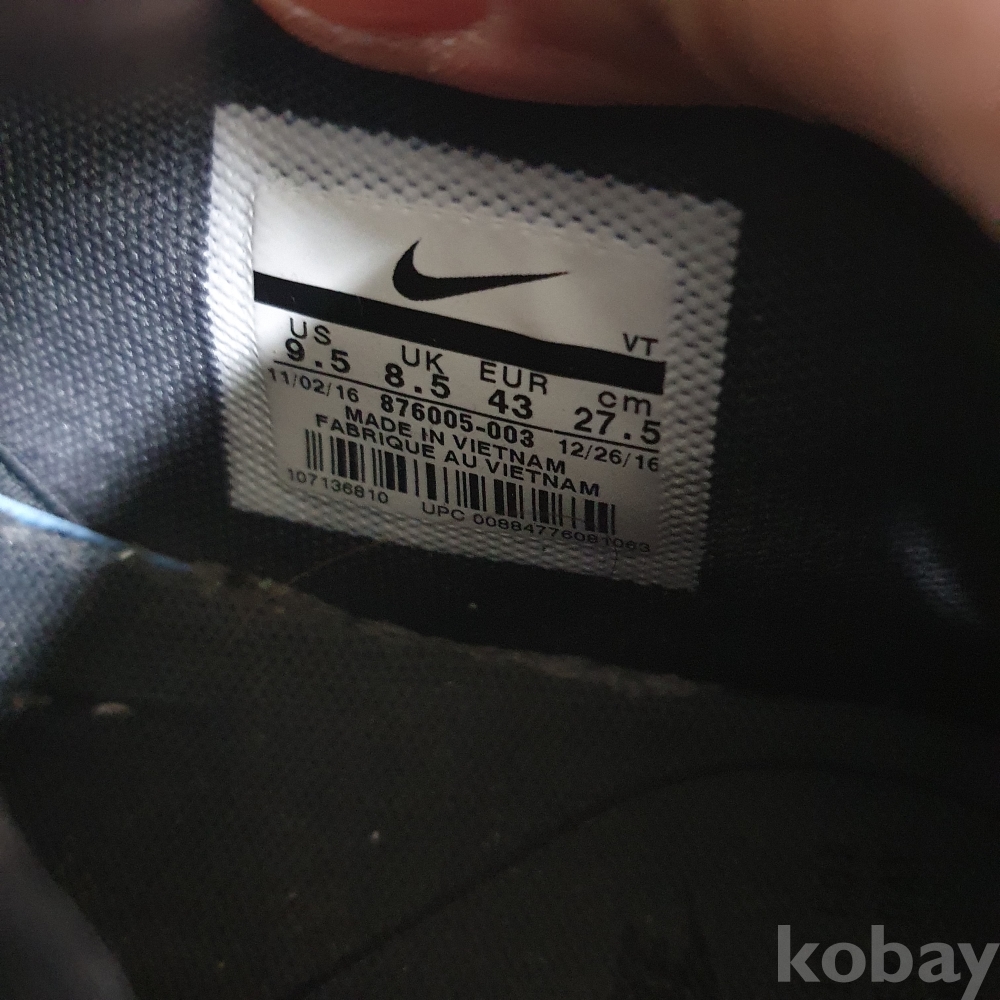 VT
US UK EUR cm
9.5 8.5 43 27.5
11/02/16 876005-003 12/26/16
MADE IN VIETNAM
FABRIQUE AU VIETNAM
107136810 UPC 00884776081063
kobay